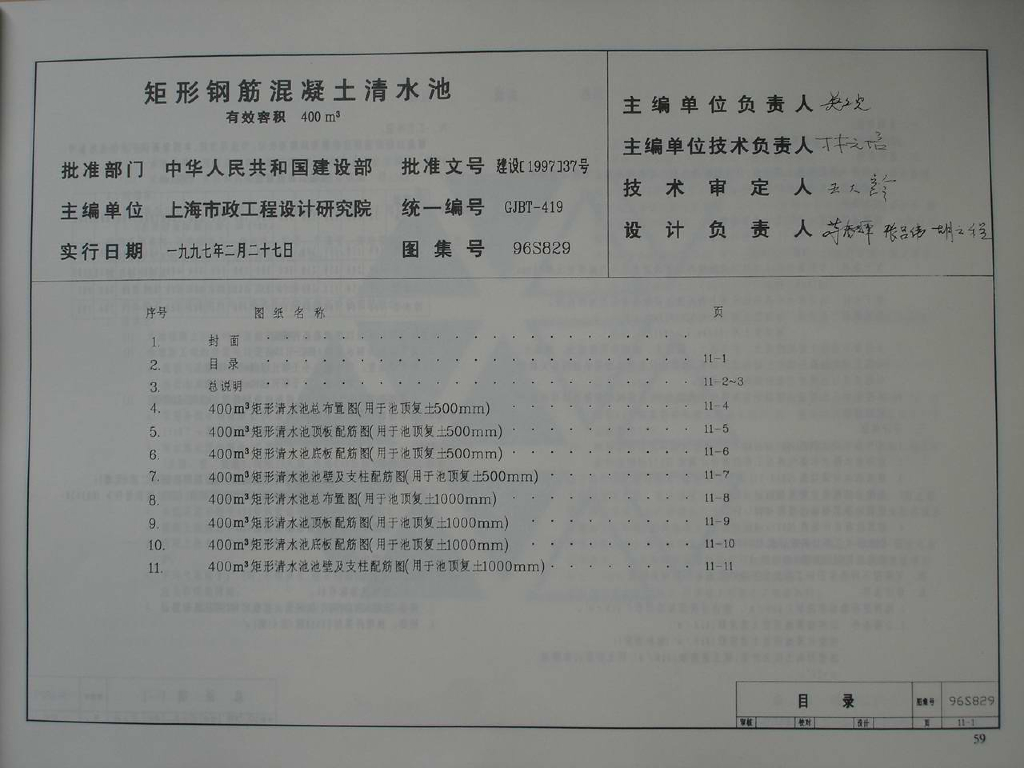 矩形钢筋混凝土清水池
有效容积 400 m³
批准部门 中华人民共和国建设部 批准文号 建设[1997]37号
主编单位 上海市政工程设计研究院 统一编号 GJBT-419
实行日期 一九九七年二月二十七日 图集号 96S829
主编单位负责人
主编单位技术负责人 林元培
技术审定人
设计负责人
序号 图纸名称 页
1. 封面
2. 目录 11-1
3. 总说明 11-2~3
4. 400m³矩形清水池总布置图(用于池顶复土500mm) 11-4
5. 400m³矩形清水池顶板配筋图(用于池顶复土500mm) 11-5
6. 400m³矩形清水池底板配筋图(用于池顶复土500mm) 11-6
7. 400m³矩形清水池池壁及支柱配筋图(用于池顶复土500mm) 11-7
8. 400m³矩形清水池总布置图(用于池顶复土1000mm) 11-8
9. 400m³矩形清水池顶板配筋图(用于池顶复土1000mm) 11-9
10. 400m³矩形清水池底板配筋图(用于池顶复土1000mm) 11-10
11. 400m³矩形清水池池壁及支柱配筋图(用于池顶复土1000mm) 11-11
目录 图集号 96S829
审核 校对 设计 页 11-1
59